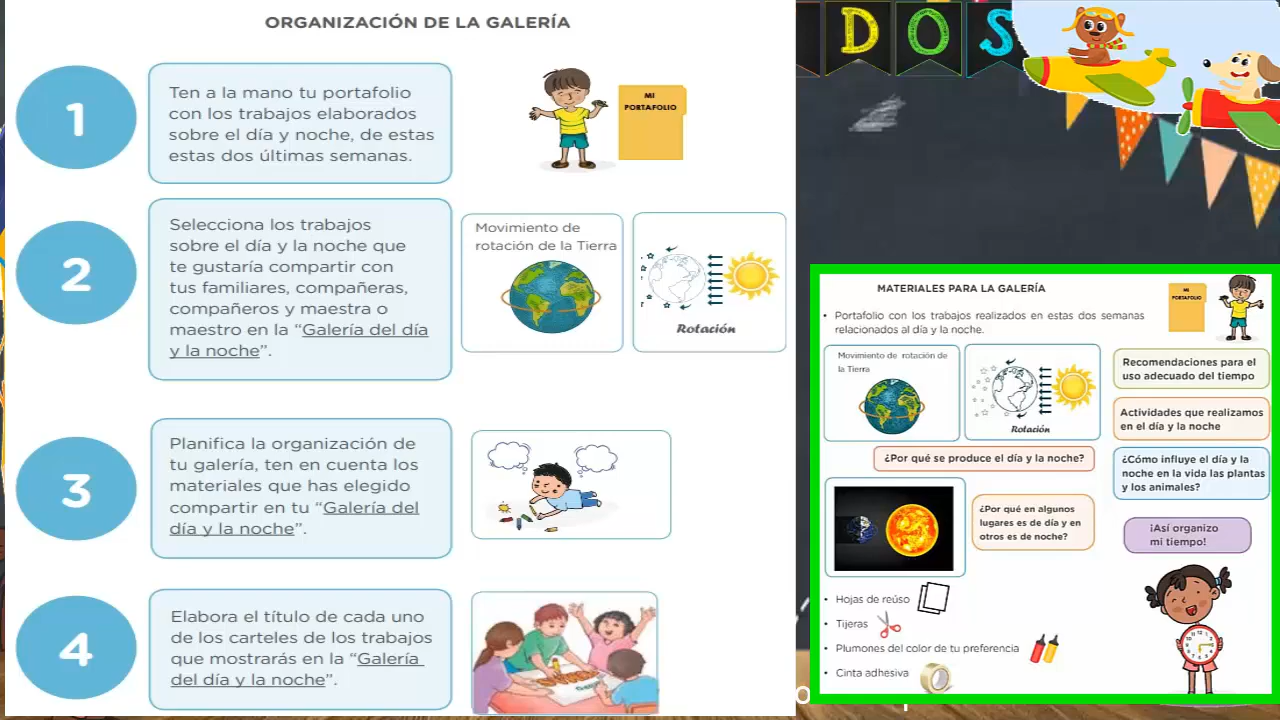 ORGANIZACIÓN DE LA GALERÍA
1
Ten a la mano tu portafolio
con los trabajos elaborados
sobre el día y noche, de estas
estas dos últimas semanas.
MI
PORTAFOLIO
2
Selecciona los trabajos
sobre el día y la noche que
te gustaría compartir con
tus familiares, compañeras,
compañeros y maestra o
maestro en la “Galería del día
y la noche”.
Movimiento de
rotación de la Tierra
Rotación
3
Planifica la organización de
tu galería, ten en cuenta los
materiales que has elegido
compartir en tu “Galería del
día y la noche”.
4
Elabora el título de cada uno
de los carteles de los trabajos
que mostrarás en la “Galería
del día y la noche”.
DOS
MATERIALES PARA LA GALERÍA
MI
PORTAFOLIO
• Portafolio con los trabajos realizados en estas dos semanas
relacionados al día y la noche.
Movimiento de rotación de
la Tierra
Rotación
Recomendaciones para el
uso adecuado del tiempo
Actividades que realizamos
en el día y la noche
¿Por qué se produce el día y la noche?
¿Cómo influye el día y la
noche en la vida las plantas
y los animales?
¿Por qué en algunos
lugares es de día y en
otros es de noche?
¡Así organizo
mi tiempo!
• Hojas de reúso
• Tijeras
• Plumones del color de tu preferencia
• Cinta adhesiva